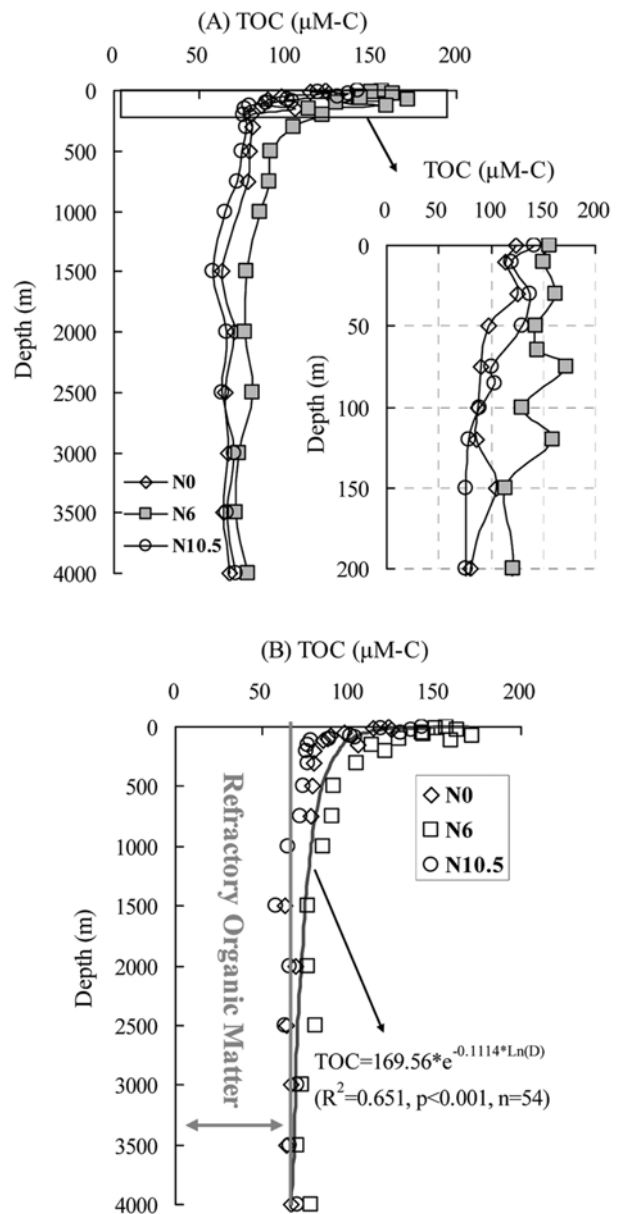 (A) TOC (μM-C)
0 50 100 150 200
0
500
1000
1500
2000
2500
3000
3500
4000
Depth (m)
N0
N6
N10.5
TOC (μM-C)
0 50 100 150 200
0
50
100
150
200
Depth (m)
(B) TOC (μM-C)
0 50 100 150 200
0
500
1000
1500
2000
2500
3000
3500
4000
Depth (m)
Refractory Organic Matter
N0
N6
N10.5
TOC=169.56*e^-0.1114*Ln(D)
(R²=0.651, p<0.001, n=54)